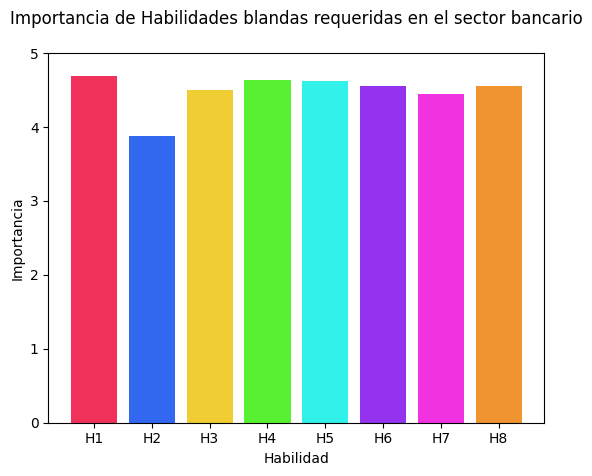 Importancia de Habilidades blandas requeridas en el sector bancario
5
4
3
2
1
0
Importancia
H1 H2 H3 H4 H5 H6 H7 H8
Habilidad